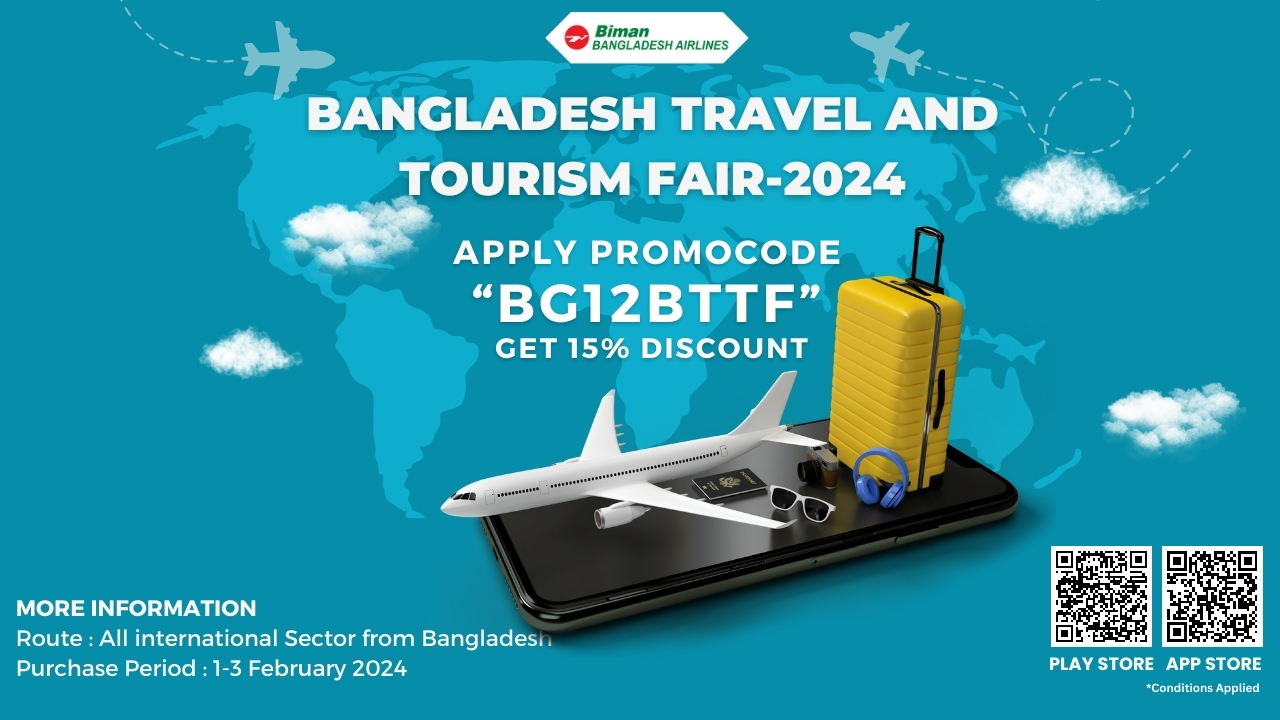 Biman
BANGLADESH AIRLINES
BANGLADESH TRAVEL AND
TOURISM FAIR-2024
APPLY PROMOCODE
“BG12BTTF”
GET 15% DISCOUNT
MORE INFORMATION
Route : All international Sector from Bangladesh
Purchase Period : 1-3 February 2024
PLAY STORE APP STORE
*Conditions Applied